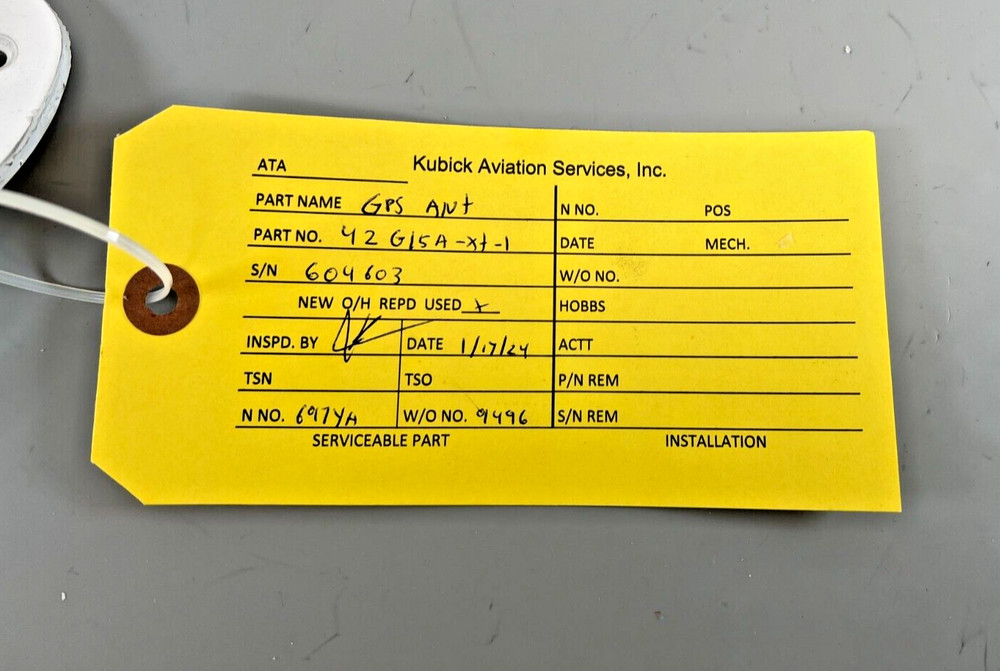 ATA Kubick Aviation Services, Inc.
PART NAME GPS ANt N NO. POS
PART NO. 42G15A-xt-1 DATE MECH.
S/N 604603 W/O NO.
NEW O/H REPD USED x HOBBS
INSPD. BY DATE 1/17/24 ACTT
TSN TSO P/N REM
N NO. 6974A W/O NO. 9496 S/N REM
SERVICEABLE PART INSTALLATION